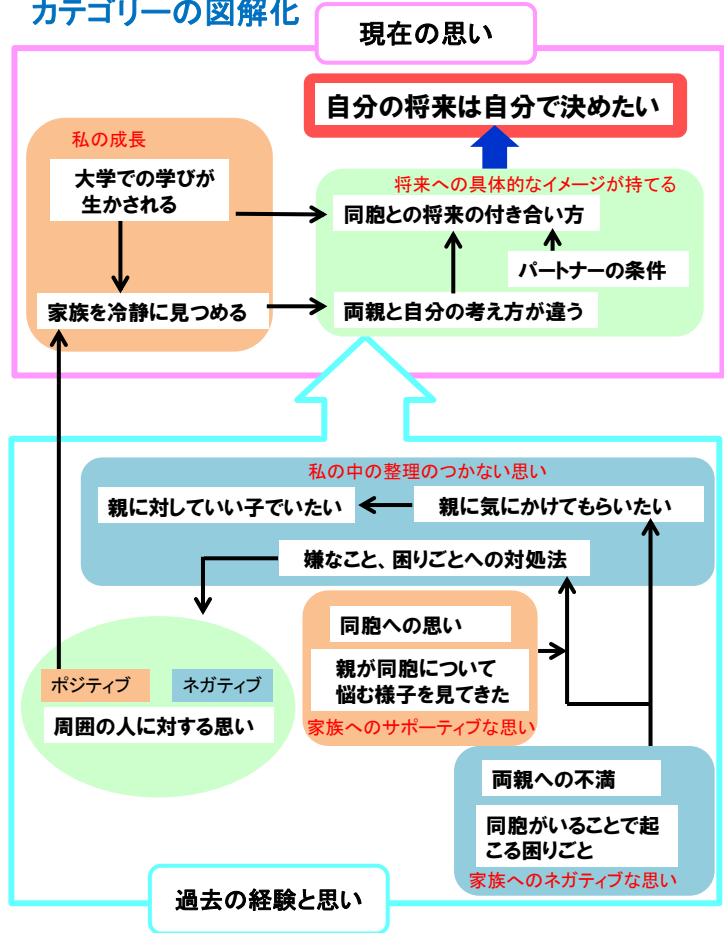 カテゴリーの図解化
現在の思い
自分の将来は自分で決めたい
私の成長
大学での学びが
生かされる
家族を冷静に見つめる
将来への具体的なイメージが持てる
同胞との将来の付き合い方
パートナーの条件
両親と自分の考え方が違う
私の中の整理のつかない思い
親に対していい子でいたい
親に気にかけてもらいたい
嫌なこと、困りごとへの対処法
同胞への思い
親が同胞について
悩む様子を見てきた
家族へのサポーティブな思い
ポジティブ
ネガティブ
周囲の人に対する思い
両親への不満
同胞がいることで起
こる困りごと
家族へのネガティブな思い
過去の経験と思い